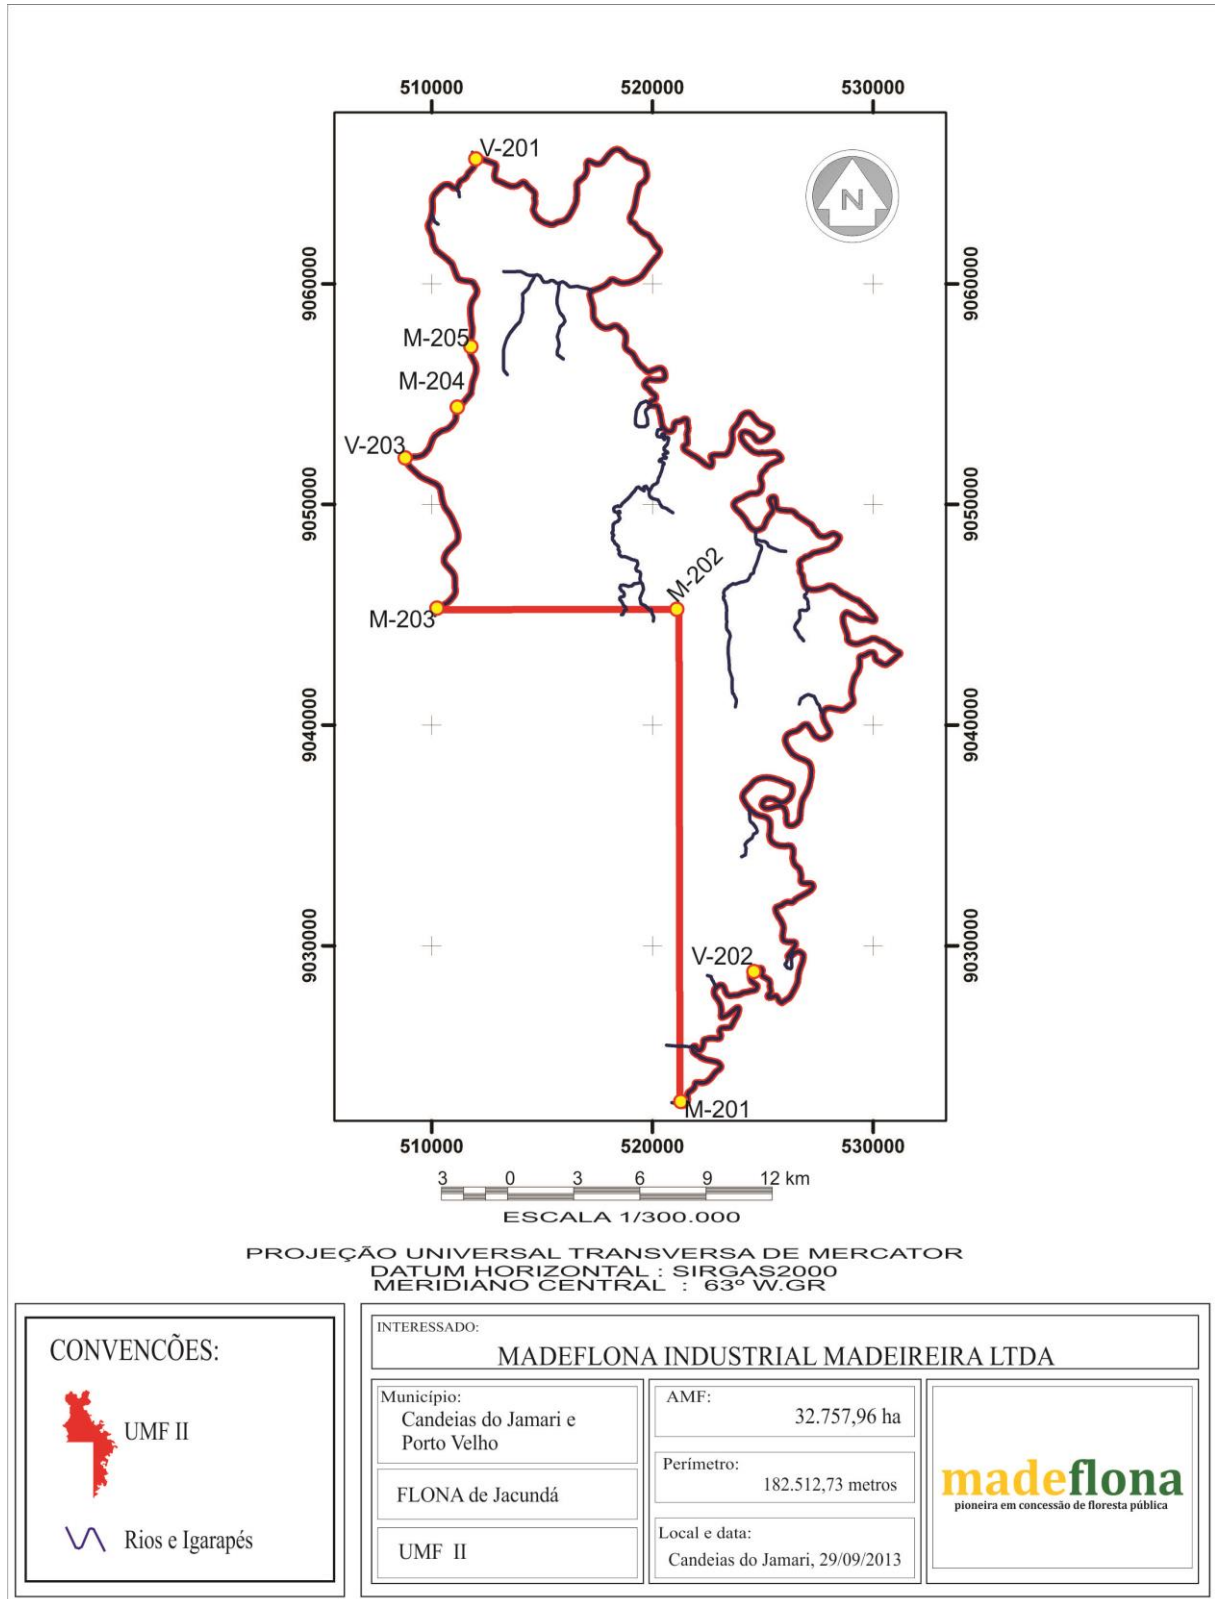 510000 520000 530000
V-201
N
9060000 9060000
M-205
M-204
V-203
9050000 9050000
M-202
M-203
9040000 9040000
V-202
9030000 9030000
M-201
510000 520000 530000
3 0 3 6 9 12 km
ESCALA 1/300.000
PROJEÇÃO UNIVERSAL TRANSVERSA DE MERCATOR
DATUM HORIZONTAL : SIRGAS2000
MERIDIANO CENTRAL : 63º W.GR
CONVENCÕES:
UMF II
Rios e Igarapés
INTERESSADO:
MADEFLONA INDUSTRIAL MADEIREIRA LTDA
Município:
Candeias do Jamari e
Porto Velho
FLONA de Jacundá
UMF II
AMF:
32.757,96 ha
Perímetro:
182.512,73 metros
Local e data:
Candeias do Jamari, 29/09/2013
madeflona
pioneira em concessão de floresta pública